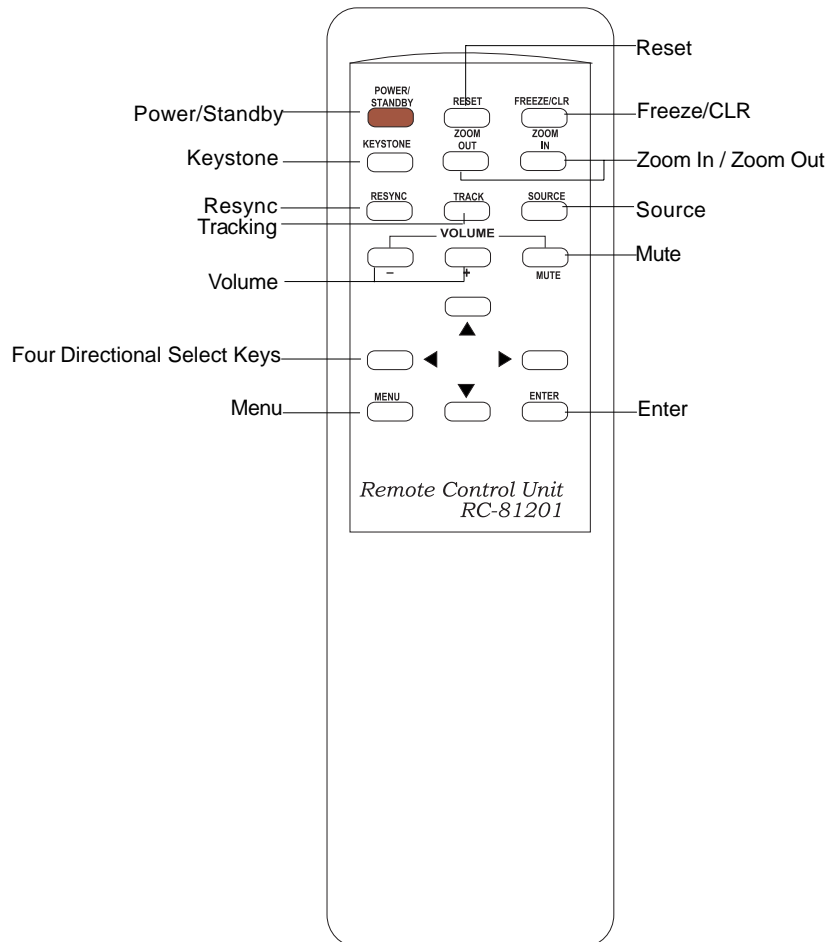 Reset
POWER/
STANDBY
RESET
FREEZE/CLR
Power/Standby
Freeze/CLR
KEYSTONE
ZOOM
OUT
ZOOM
IN
Keystone
Zoom In / Zoom Out
RESYNC
TRACK
SOURCE
Resync
Tracking
Source
VOLUME
Mute
–
+
MUTE
Volume
Four Directional Select Keys
MENU
ENTER
Menu
Enter
Remote Control Unit
RC-81201